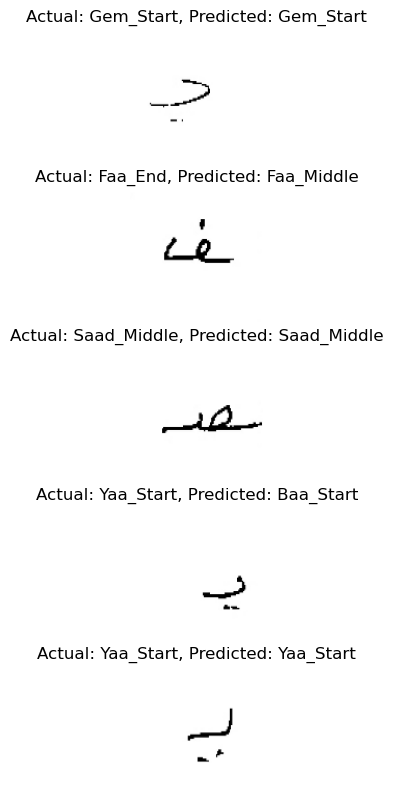 Actual: Gem_Start, Predicted: Gem_Start
جـ
Actual: Faa_End, Predicted: Faa_Middle
ـف
Actual: Saad_Middle, Predicted: Saad_Middle
ـصـ
Actual: Yaa_Start, Predicted: Baa_Start
يـ
Actual: Yaa_Start, Predicted: Yaa_Start
يـ